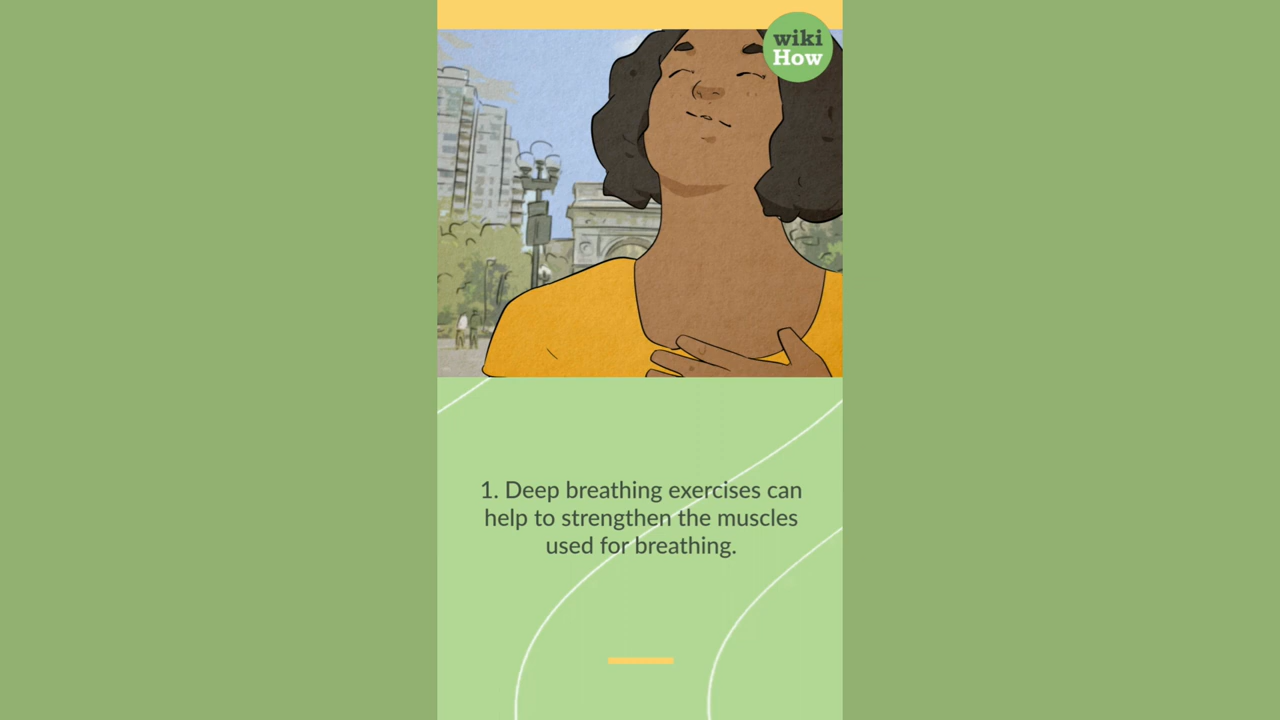 wiki
How
1. Deep breathing exercises can
help to strengthen the muscles
used for breathing.